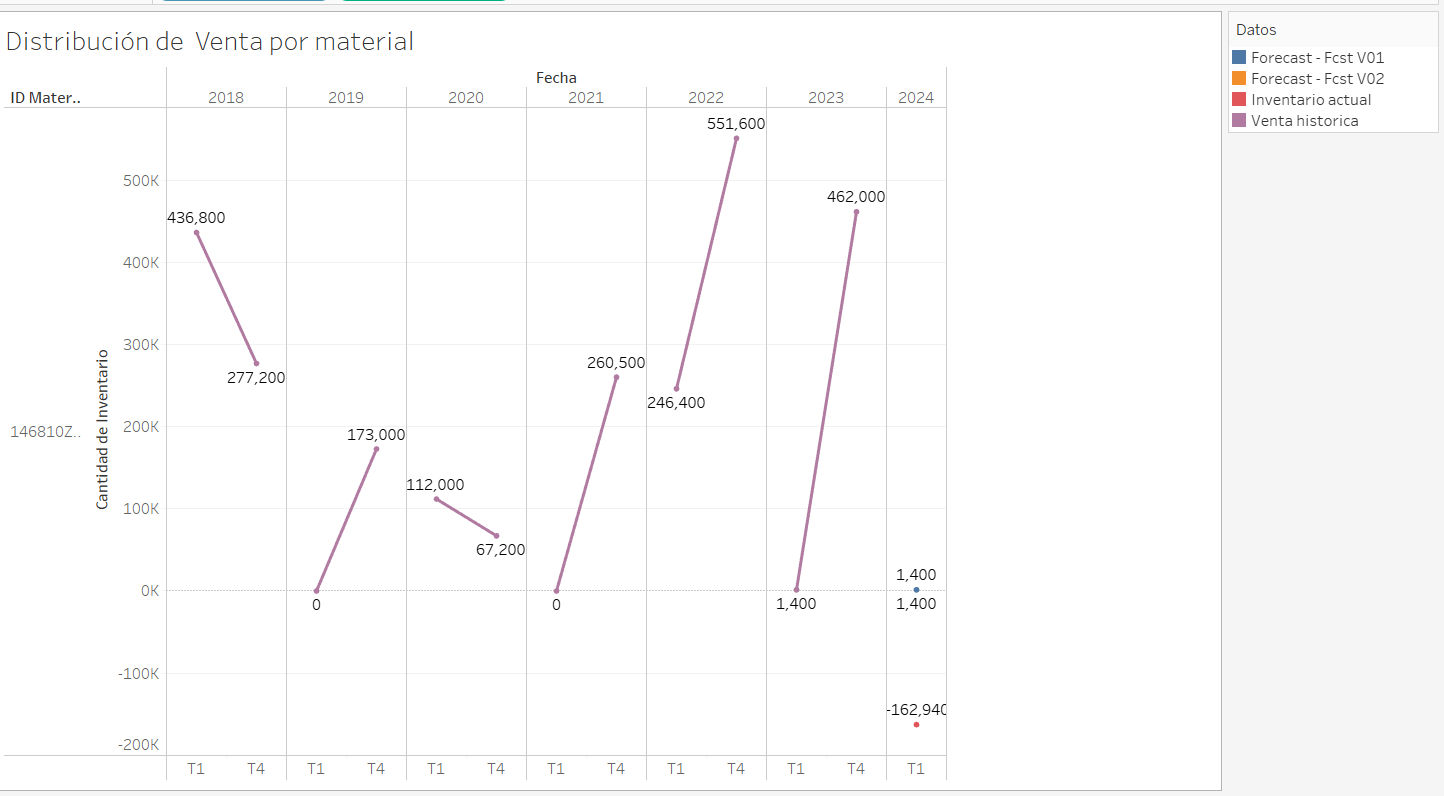 Distribución de  Venta por material
Datos
Forecast - Fcst V01
Forecast - Fcst V02
Inventario actual
Venta historica
Fecha
ID Mater..
2018 2019 2020 2021 2022 2023 2024
551,600
500K
462,000
436,800
400K
300K
260,500
277,200
246,400
200K
173,000
146810Z..
Cantidad de Inventario
112,000
100K
67,200
1,400
0K
0
0
1,400
1,400
-100K
-162,940
-200K
T1 T4 T1 T4 T1 T4 T1 T4 T1 T4 T1 T4 T1